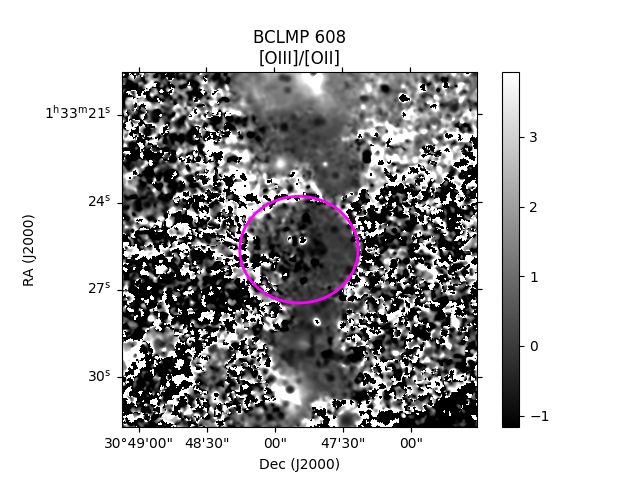 BCLMP 608
[OIII]/[OII]
1ʰ33ᵐ21ˢ
24ˢ
27ˢ
30ˢ
RA (J2000)
30°49'00" 48'30" 00" 47'30" 00"
Dec (J2000)
3
2
1
0
−1